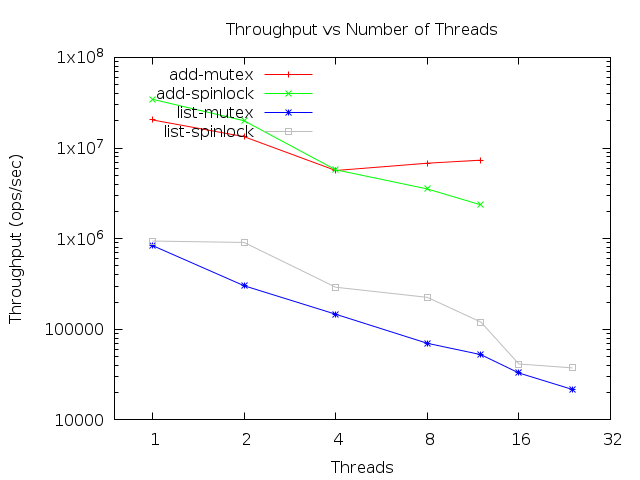 Throughput vs Number of Threads
1x10^8
1x10^7
1x10^6
100000
10000
Throughput (ops/sec)
add-mutex
add-spinlock
list-mutex
list-spinlock
1 2 4 8 16 32
Threads